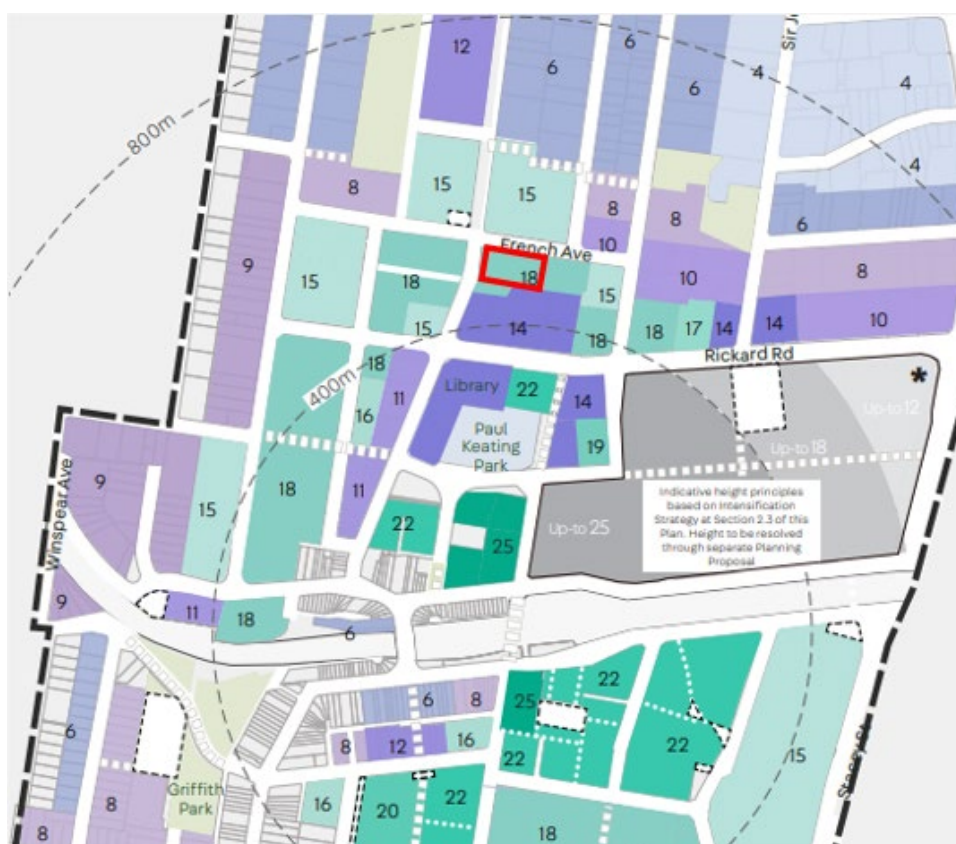 12
6
6
Sir J
4
6
4
4
800m
15
15
8
8
8
4
6
9
French Ave
10
18
15
18
15
10
8
14
15
18
18
17
14
14
10
Rickard Rd
400m
18
Library
22
11
14
16
Paul
Keating
Park
19
Up-to 12
Up-to 18
Winspear Ave
9
15
18
11
22
25
Up-to 25
Indicative height principles
based on Intensification
Strategy at Section 2.3 of this
Plan. Height to be resolved
through separate Planning
Proposal
9
11
18
6
6
8
25
22
22
15
Stacey St
6
8
12
16
22
8
Griffith
Park
16
20
22
18
8